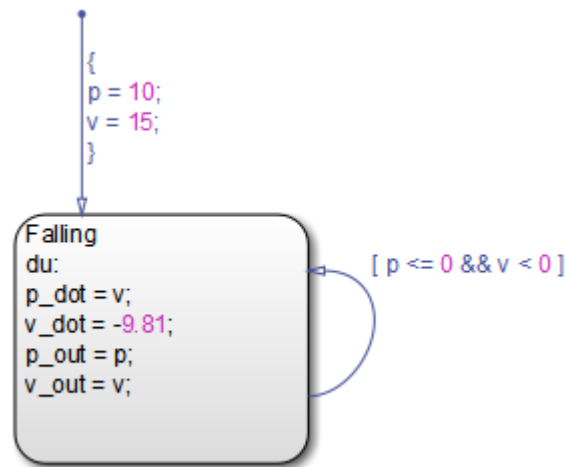 {
p = 10;
v = 15;
}
Falling
du:
p_dot = v;
v_dot = -9.81;
p_out = p;
v_out = v;
[ p <= 0 && v < 0 ]